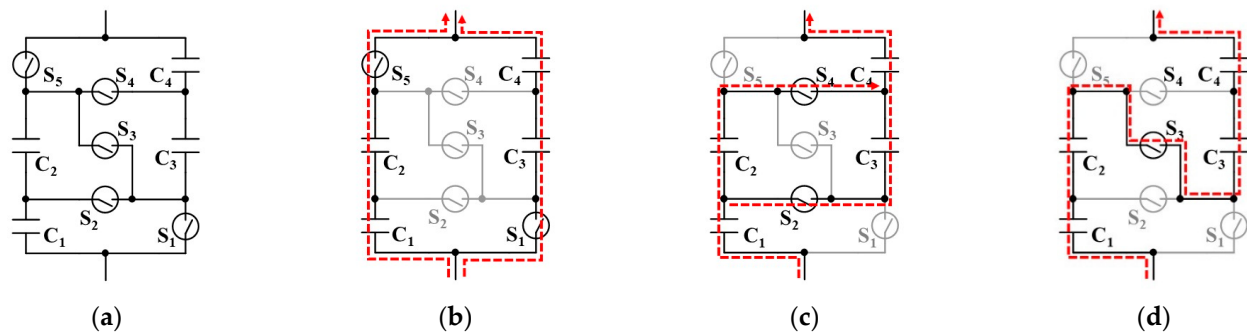 S5 S4 C4
S3
C2 C3
S2
C1 S1
S5 S4 C4
S3
C2 C3
S2
C1 S1
S5 S4 C4
S3
C2 C3
S2
C1 S1
S5 S4 C4
S3
C2 C3
S2
C1 S1
(a) (b) (c) (d)